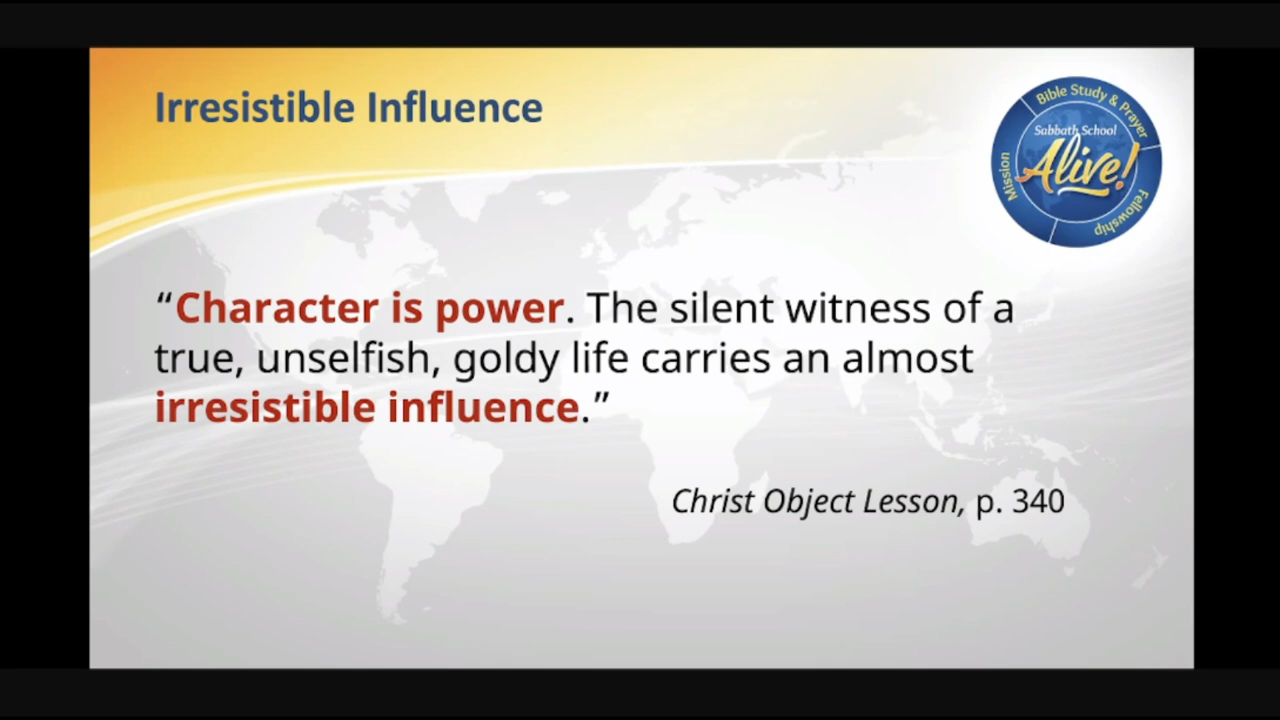 Irresistible Influence
Bible Study & Prayer
Sabbath School
Alive!
Mission
Fellowship
“Character is power. The silent witness of a
true, unselfish, goldy life carries an almost
irresistible influence.”
Christ Object Lesson, p. 340